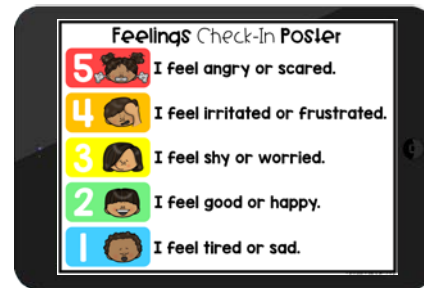 Feelings Check-In Poster
5 I feel angry or scared.
4 I feel irritated or frustrated.
3 I feel shy or worried.
2 I feel good or happy.
1 I feel tired or sad.